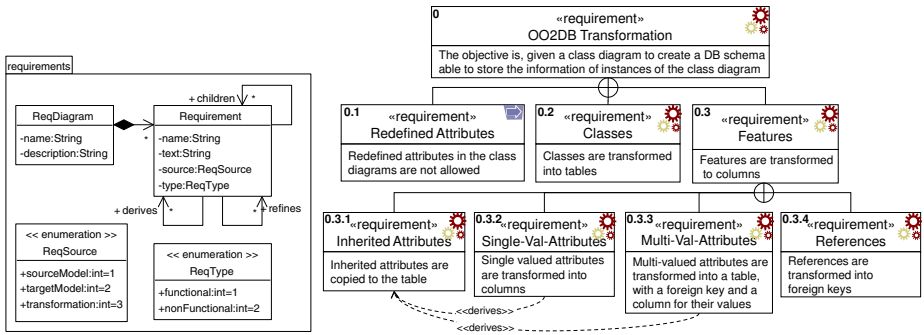 requirements
+ children
*
ReqDiagram
-name:String
-description:String
*
Requirement
-name:String
-text:String
-source:ReqSource
-type:ReqType
+ derives
*
*
+ refines
<< enumeration >>
ReqSource
+sourceModel:int=1
+targetModel:int=2
+transformation:int=3
<< enumeration >>
ReqType
+functional:int=1
+nonFunctional:int=2
0
«requirement»
OO2DB Transformation
The objective is, given a class diagram to create a DB schema
able to store the information of instances of the class diagram
0.1
«requirement»
Redefined Attributes
Redefined attributes in the class
diagrams are not allowed
0.2
«requirement»
Classes
Classes are transformed
into tables
0.3
«requirement»
Features
Features are transformed
to columns
0.3.1
«requirement»
Inherited Attributes
Inherited attributes are
copied to the table
0.3.2
«requirement»
Single-Val-Attributes
Single valued attributes
are transformed into
columns
0.3.3
«requirement»
Multi-Val-Attributes
Multi-valued attributes are
transformed into a table,
with a foreign key and a
column for their values
0.3.4
«requirement»
References
References are
transformed into
foreign keys
<<derives>>
<<derives>>